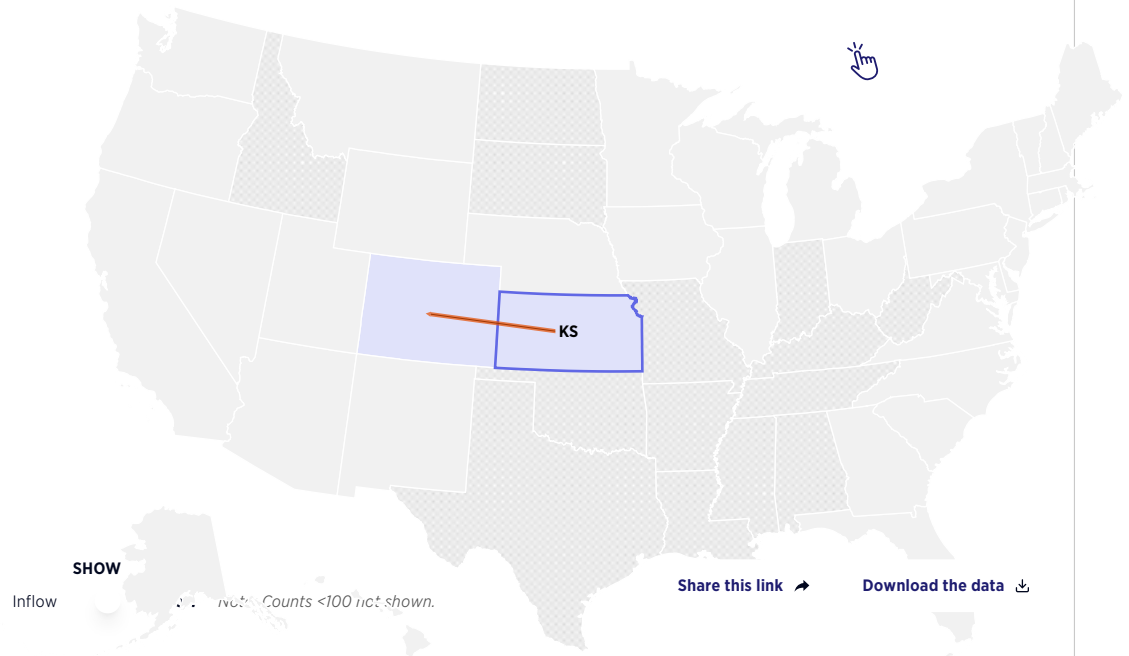 KS
SHOW
Inflow
Counts <100 not shown.
Share this link
Download the data